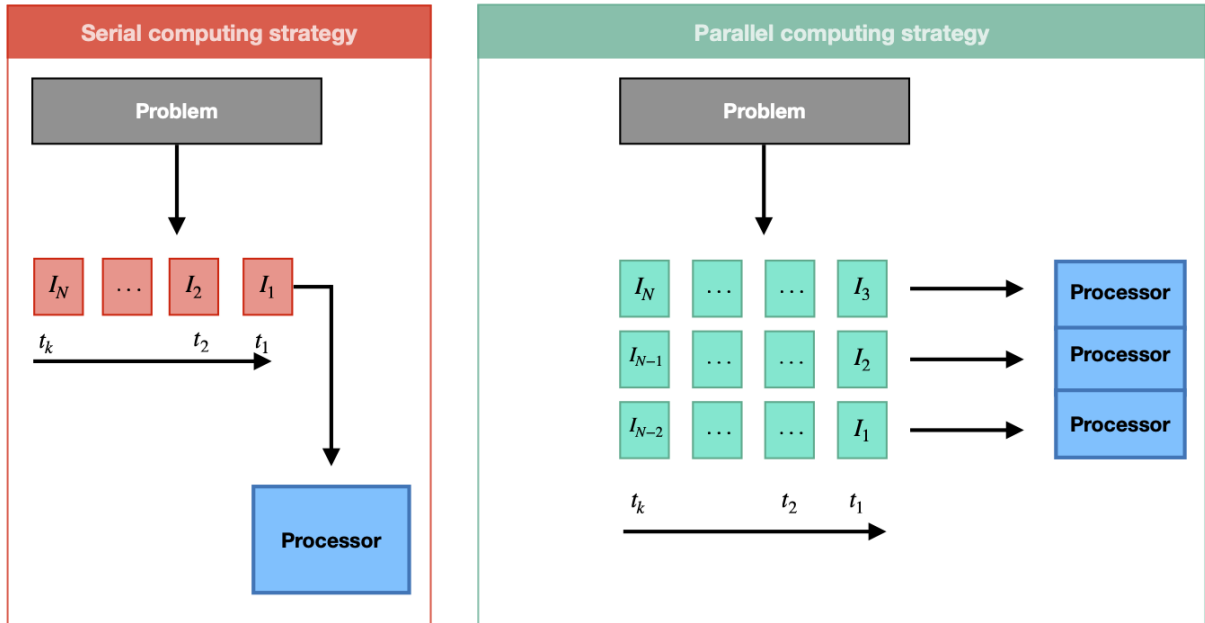 Serial computing strategy
Problem
I_N … I_2 I_1
t_k t_2 t_1
Processor
Parallel computing strategy
Problem
I_N … … I_3
Processor
I_{N−1} … … I_2
Processor
I_{N−2} … … I_1
Processor
t_k t_2 t_1